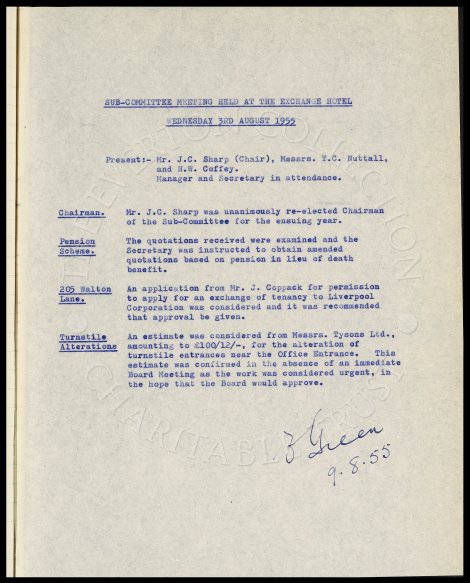 SUB-COMMITTEE MEETING HELD AT THE EXCHANGE HOTEL
WEDNESDAY 3RD AUGUST 1955
Present:- Mr. J.C. Sharp (Chair), Messrs. T.C. Nuttall,
and N.W. Coffey.
Manager and Secretary in attendance.
Chairman. Mr. J.C. Sharp was unanimously re-elected Chairman
of the Sub-Committee for the ensuing year.
Pension The quotations received were examined and the
Scheme. Secretary was instructed to obtain amended
quotations based on pension in lieu of death
benefit.
205 Walton An application from Mr. J. Coppack for permission
Lane. to apply for an exchange of tenancy to Liverpool
Corporation was considered and it was recommended
that approval be given.
Turnstile An estimate was considered from Messrs. Tysons Ltd.,
Alterations amounting to £180/12/-, for the alteration of
turnstile entrances near the Office Entrance. This
estimate was confirmed in the absence of an immediate
Board Meeting as the work was considered urgent, in
the hope that the Board would approve.
Green
9.8.55
THE EVERTON COLLECTION
CHARITABLE TRUST